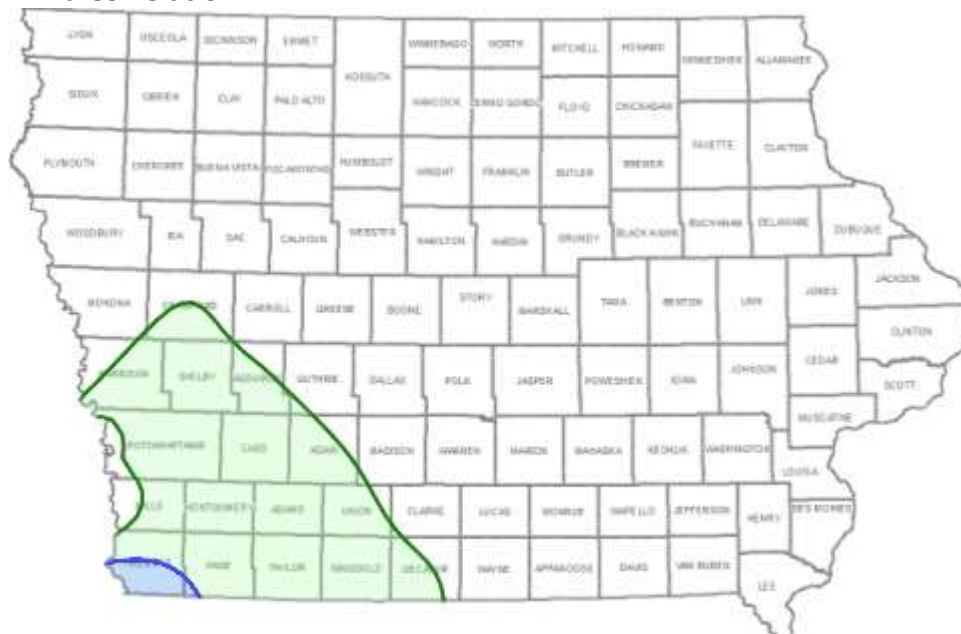 LYON OSCEOLA DICKINSON EMMET WINNEBAGO WORTH MITCHELL HOWARD
KOSSUTH WINNESHIEK ALLAMAKEE
SIOUX OBRIEN CLAY PALO ALTO HANCOCK CERRO GORDO FLOYD CHICKASAW
PLYMOUTH CHEROKEE BUENA VISTA POCAHONTAS HUMBOLDT WRIGHT FRANKLIN BUTLER BREMER FAYETTE CLAYTON
WOODBURY IDA SAC CALHOUN WEBSTER HAMILTON HARDIN GRUNDY BLACK HAWK BUCHANAN DELAWARE DUBUQUE
MONONA CARROLL GREENE BOONE STORY MARSHALL TAMA BENTON LINN JONES JACKSON
CLINTON
HARRISON SHELBY AUDUBON GUTHRIE DALLAS POLK JASPER POWESHIEK IOWA JOHNSON CEDAR SCOTT
MUSCATINE
POTTAWATTAMIE CASS ADAIR MADISON WARREN MARION MAHASKA KEOKUK WASHINGTON LOUISA
MILLS MONTGOMERY ADAMS UNION CLARKE LUCAS MONROE WAPELLO JEFFERSON HENRY DES MOINES
PAGE TAYLOR RINGGOLD DECATUR WAYNE APPANOOSE DAVIS VAN BUREN LEE